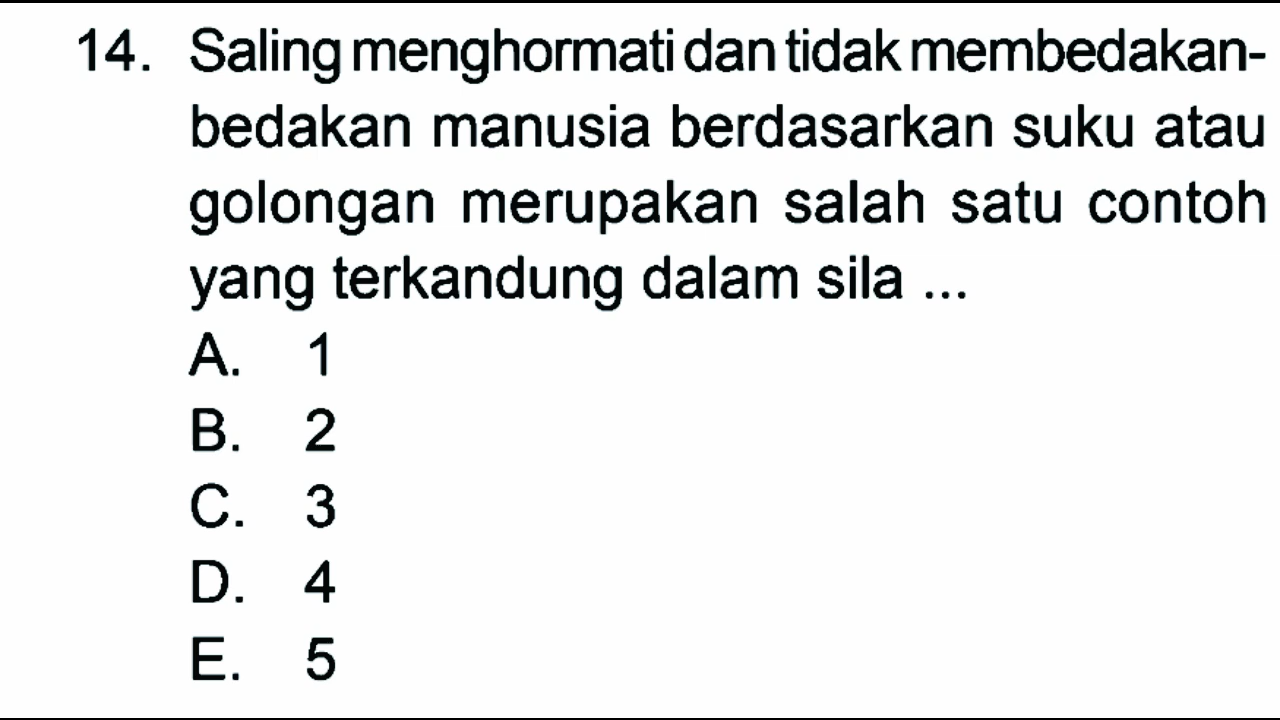 14. Saling menghormati dan tidak membedakan-
bedakan manusia berdasarkan suku atau
golongan merupakan salah satu contoh
yang terkandung dalam sila ...
A. 1
B. 2
C. 3
D. 4
E. 5